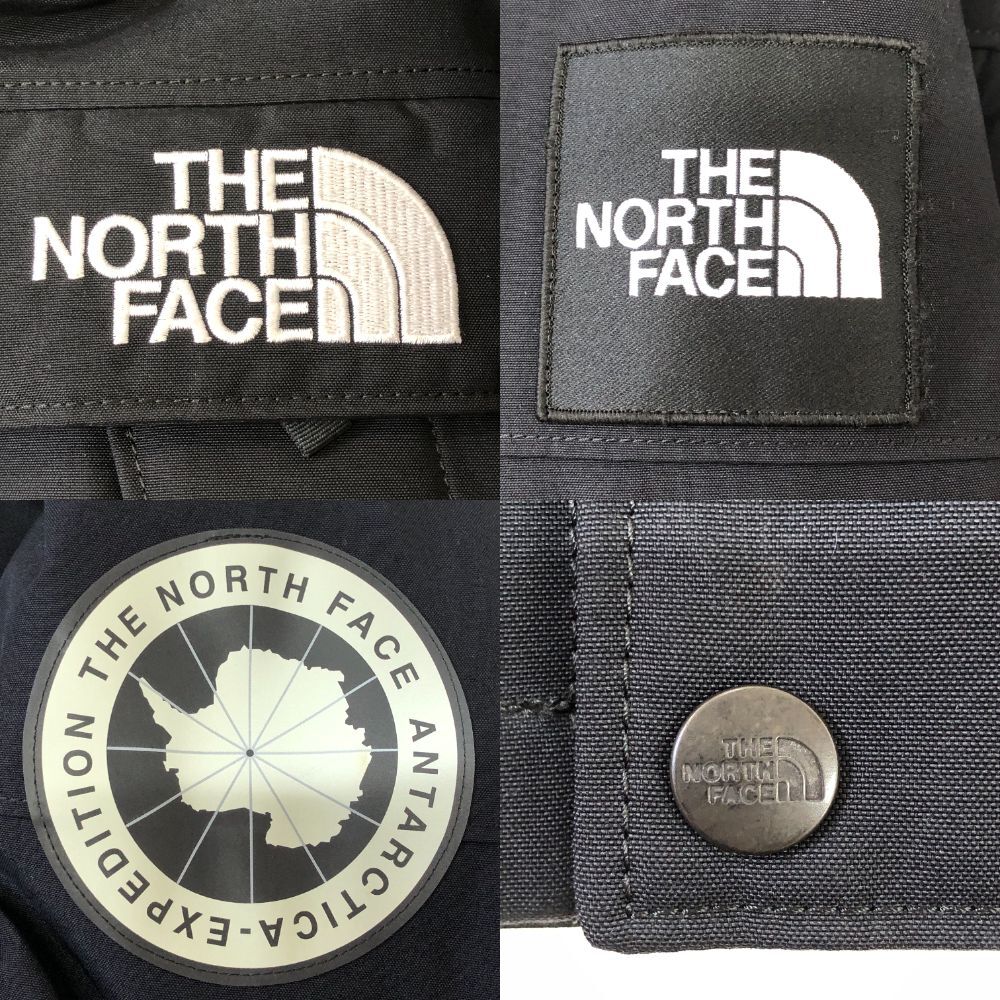 THE
NORTH
FACE
THE
NORTH
FACE
THE NORTH FACE ANTARCTICA-EXPEDITION
THE
NORTH
FACE